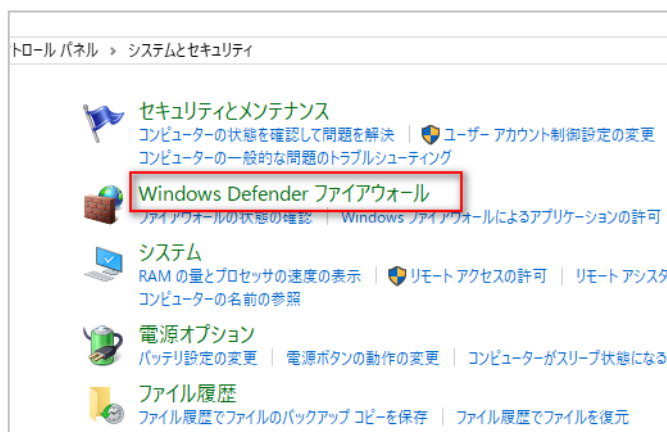 トロール パネル › システムとセキュリティ
セキュリティとメンテナンス
コンピューターの状態を確認して問題を解決 ユーザー アカウント制御設定の変更
コンピューターの一般的な問題のトラブルシューティング
Windows Defender ファイアウォール
ファイアウォールの状態の確認 Windows ファイアウォールによるアプリケーションの許可
システム
RAM の量とプロセッサの速度の表示 リモート アクセスの許可 リモート アシスタ
コンピューターの名前の参照
電源オプション
バッテリ設定の変更 電源ボタンの動作の変更 コンピューターがスリープ状態になる
ファイル履歴
ファイル履歴でファイルのバックアップ コピーを保存 ファイル履歴でファイルを復元